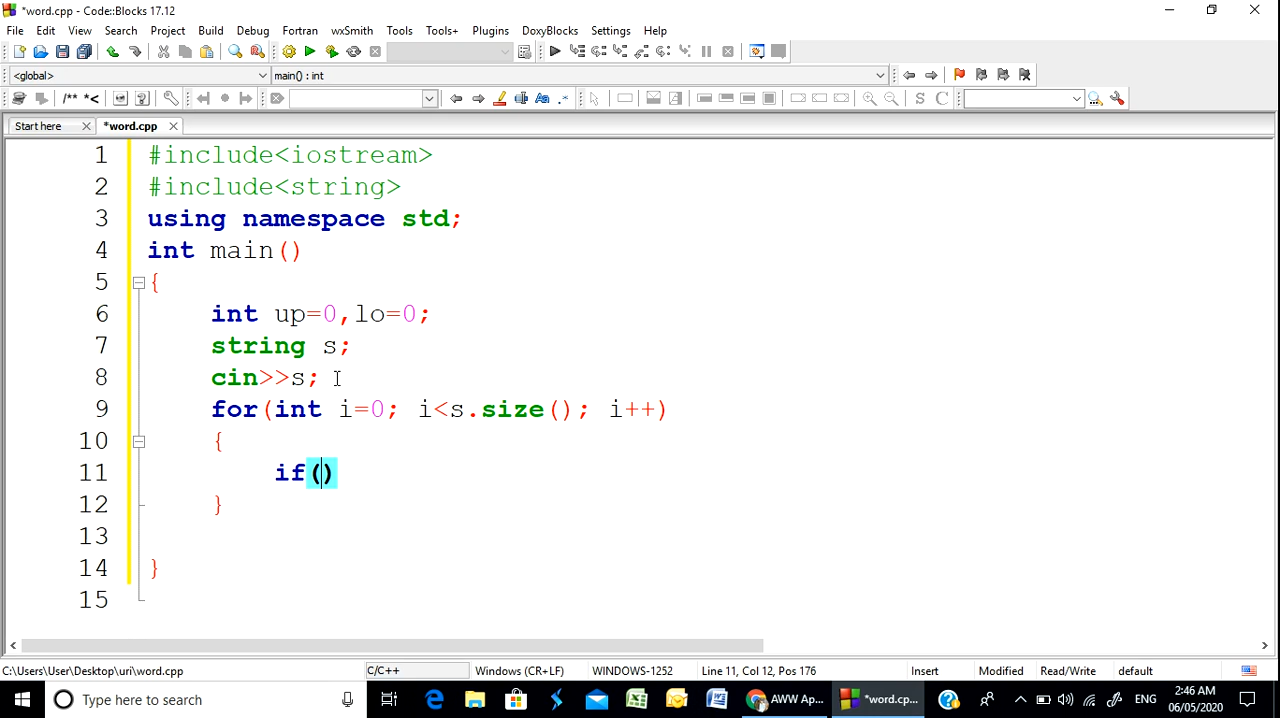 *word.cpp - Code::Blocks 17.12
File Edit View Search Project Build Debug Fortran wxSmith Tools Tools+ Plugins DoxyBlocks Settings Help
<global> main() : int
/** *<
S C
Start here *word.cpp
1 #include<iostream>
2 #include<string>
3 using namespace std;
4 int main()
5 {
6 int up=0,lo=0;
7 string s;
8 cin>>s;
9 for(int i=0; i<s.size(); i++)
10 {
11 if()
12 }
13
14 }
15
C:\Users\User\Desktop\uri\word.cpp C/C++ Windows (CR+LF) WINDOWS-1252 Line 11, Col 12, Pos 176 Insert Modified Read/Write default
Type here to search AWW Ap... *word.cp... ENG 2:46 AM
06/05/2020